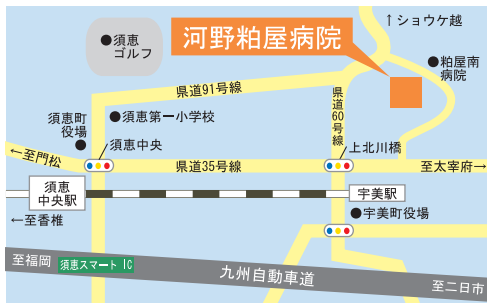 ↑ショウケ越
河野粕屋病院
須恵
ゴルフ
粕屋南
病院
県道91号線
県道60号線
須恵町
役場
須恵第一小学校
須恵中央
上北川橋
←至門松
県道35号線
至太宰府→
須恵
中央駅
宇美駅
←至香椎
宇美町役場
至福岡
須恵スマートIC
九州自動車道
至二日市